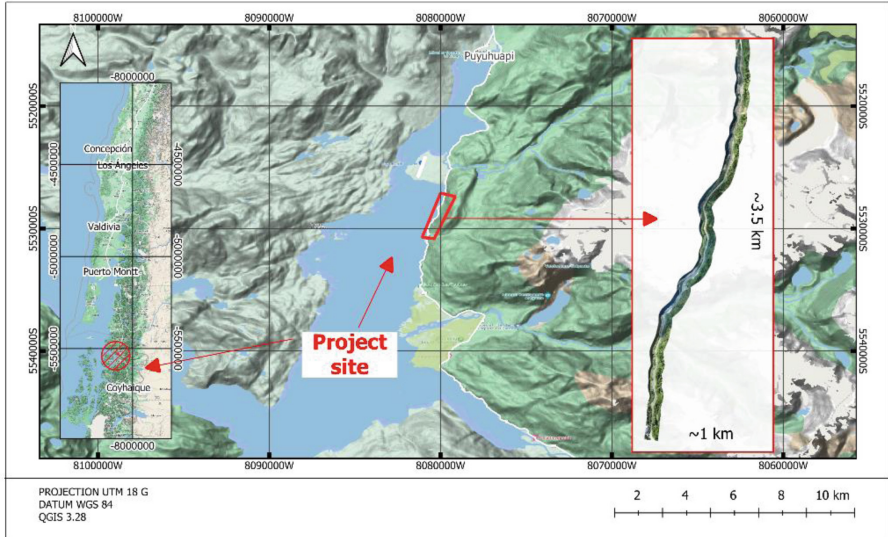 Puyuhuapi
-8000000
5520000S
5520000S
Concepción
Los Ángeles
-4500000
-4500000
~3.5 km
Valdivia
5530000S
5530000S
-5000000
-5000000
Puerto Montt
Project
site
-5500000
-5500000
5540000S
5540000S
Coyhaique
~1 km
-8000000
8100000W
8090000W
8080000W
8070000W
8060000W
8100000W
8090000W
8080000W
8070000W
8060000W
PROJECTION UTM 18 G
DATUM WGS 84
QGIS 3.28
2 4 6 8 10 km